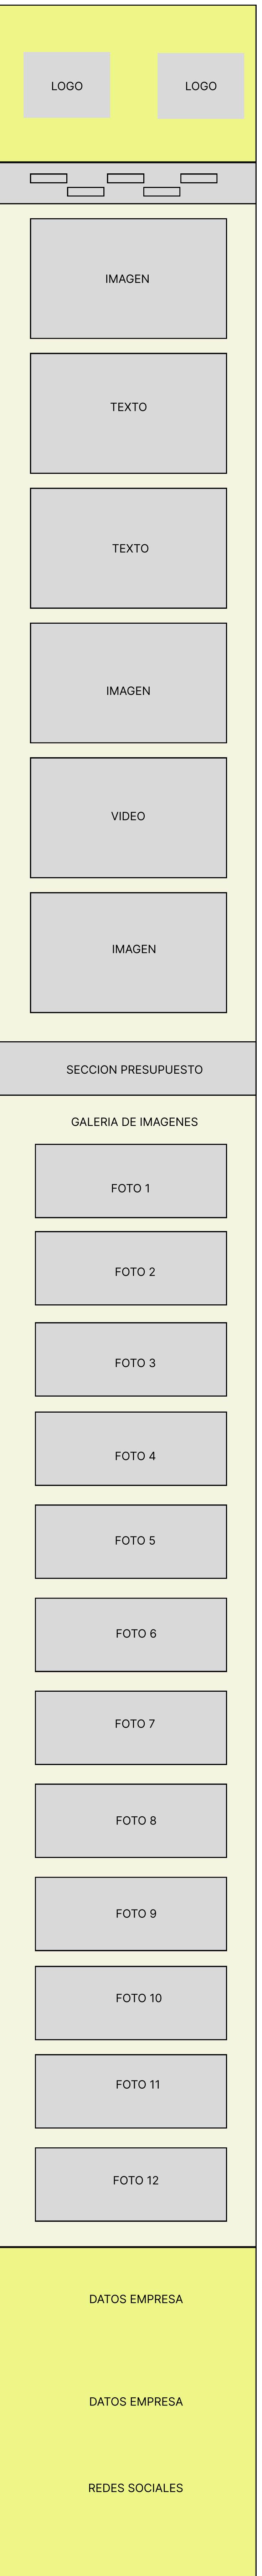 LOGO LOGO
IMAGEN
TEXTO
TEXTO
IMAGEN
VIDEO
IMAGEN
SECCION PRESUPUESTO
GALERIA DE IMAGENES
FOTO 1
FOTO 2
FOTO 3
FOTO 4
FOTO 5
FOTO 6
FOTO 7
FOTO 8
FOTO 9
FOTO 10
FOTO 11
FOTO 12
DATOS EMPRESA
DATOS EMPRESA
REDES SOCIALES